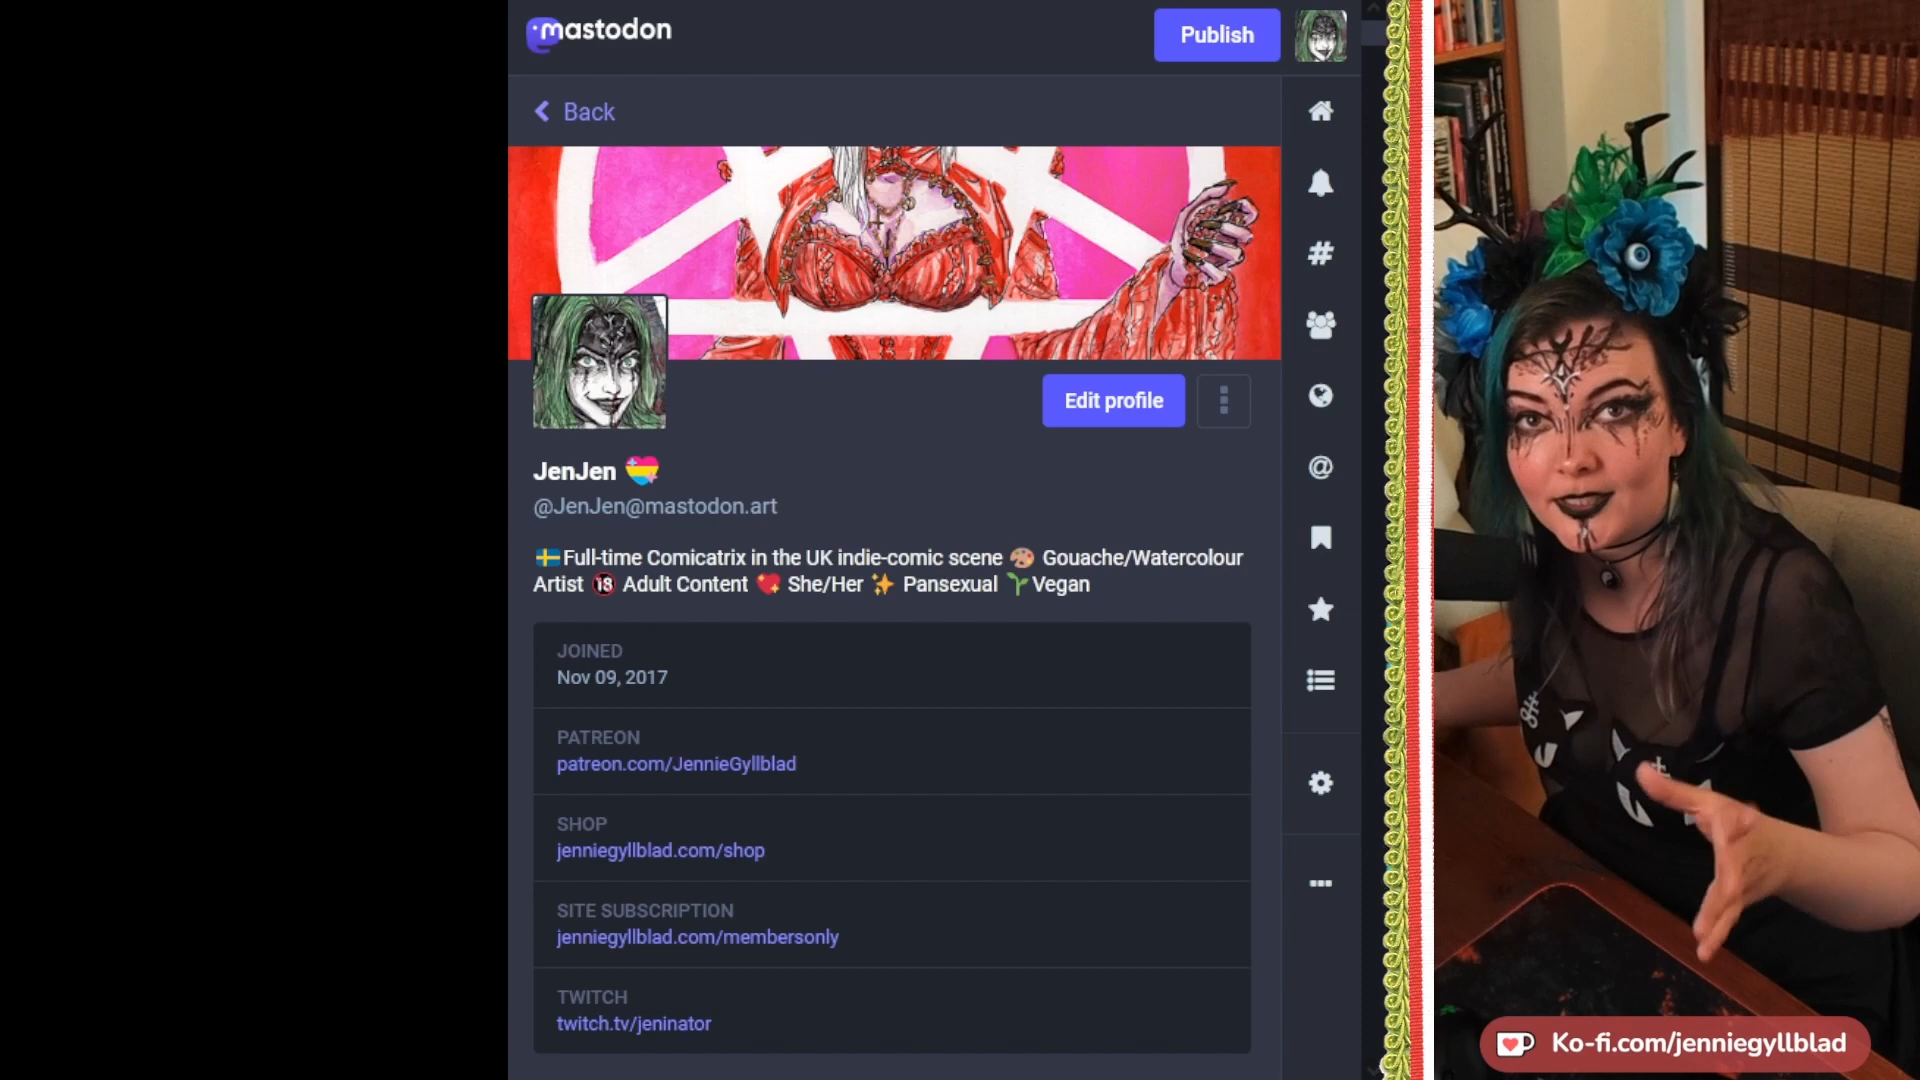 mastodon
Publish
Back
Edit profile
JenJen
@JenJen@mastodon.art
Full-time Comicatrix in the UK indie-comic scene Gouache/Watercolour
Artist 18 Adult Content She/Her Pansexual Vegan
JOINED
Nov 09, 2017
PATREON
patreon.com/JennieGyllblad
SHOP
jenniegyllblad.com/shop
SITE SUBSCRIPTION
jenniegyllblad.com/membersonly
TWITCH
twitch.tv/jeninator
Ko-fi.com/jenniegyllblad